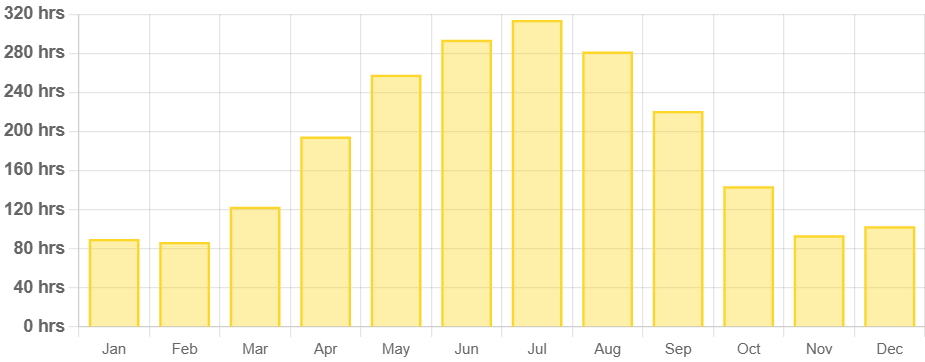 320 hrs
280 hrs
240 hrs
200 hrs
160 hrs
120 hrs
80 hrs
40 hrs
0 hrs
Jan Feb Mar Apr May Jun Jul Aug Sep Oct Nov Dec